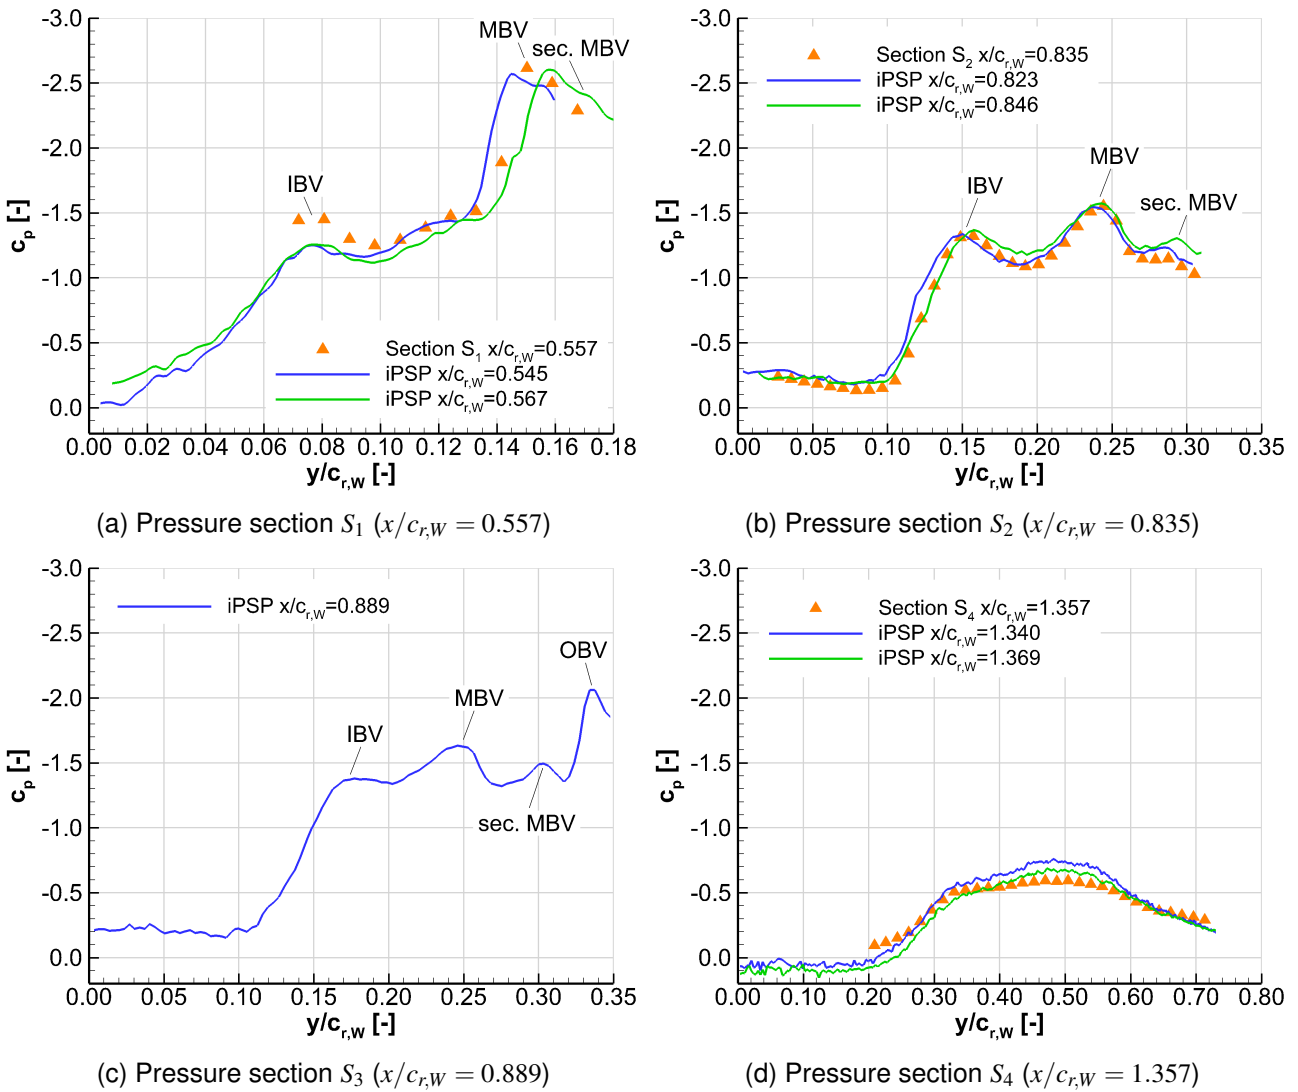 -3.0
-2.5
-2.0
-1.5
-1.0
-0.5
0.0
c_p [-]
MBV
sec. MBV
IBV
Section S_1 x/c_r,W=0.557
iPSP x/c_r,W=0.545
iPSP x/c_r,W=0.567
0.00 0.02 0.04 0.06 0.08 0.10 0.12 0.14 0.16 0.18
y/c_r,W [-]
(a) Pressure section S_1 (x/c_r,W = 0.557)
-3.0
-2.5
-2.0
-1.5
-1.0
-0.5
0.0
c_p [-]
Section S_2 x/c_r,W=0.835
iPSP x/c_r,W=0.823
iPSP x/c_r,W=0.846
MBV
IBV
sec. MBV
0.00 0.05 0.10 0.15 0.20 0.25 0.30 0.35
y/c_r,W [-]
(b) Pressure section S_2 (x/c_r,W = 0.835)
-3.0
-2.5
-2.0
-1.5
-1.0
-0.5
0.0
c_p [-]
iPSP x/c_r,W=0.889
OBV
MBV
IBV
sec. MBV
0.00 0.05 0.10 0.15 0.20 0.25 0.30 0.35
y/c_r,W [-]
(c) Pressure section S_3 (x/c_r,W = 0.889)
-3.0
-2.5
-2.0
-1.5
-1.0
-0.5
0.0
c_p [-]
Section S_4 x/c_r,W=1.357
iPSP x/c_r,W=1.340
iPSP x/c_r,W=1.369
0.00 0.10 0.20 0.30 0.40 0.50 0.60 0.70 0.80
y/c_r,W [-]
(d) Pressure section S_4 (x/c_r,W = 1.357)